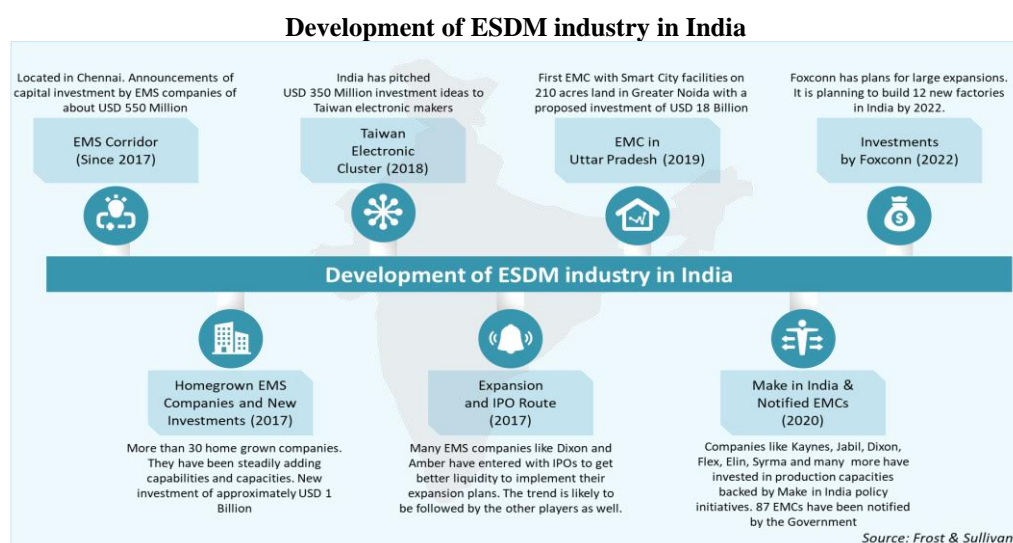 Development of ESDM industry in India
Located in Chennai. Announcements of
capital investment by EMS companies of
about USD 550 Million
EMS Corridor
(Since 2017)
India has pitched
USD 350 Million investment ideas to
Taiwan electronic makers
Taiwan
Electronic
Cluster (2018)
First EMC with Smart City facilities on
210 acres land in Greater Noida with a
proposed investment of USD 18 Billion
EMC in
Uttar Pradesh (2019)
Foxconn has plans for large expansions.
It is planning to build 12 new factories
in India by 2022.
Investments
by Foxconn (2022)
Development of ESDM industry in India
Homegrown EMS
Companies and New
Investments (2017)
More than 30 home grown companies.
They have been steadily adding
capabilities and capacities. New
investment of approximately USD 1
Billion
Expansion
and IPO Route
(2017)
Many EMS companies like Dixon and
Amber have entered with IPOs to get
better liquidity to implement their
expansion plans. The trend is likely to
be followed by the other players as well.
Make in India &
Notified EMCs
(2020)
Companies like Kaynes, Jabil, Dixon,
Flex, Elin, Syrma and many more have
invested in production capacities
backed by Make in India policy
initiatives. 87 EMCs have been notified
by the Government
Source: Frost & Sullivan